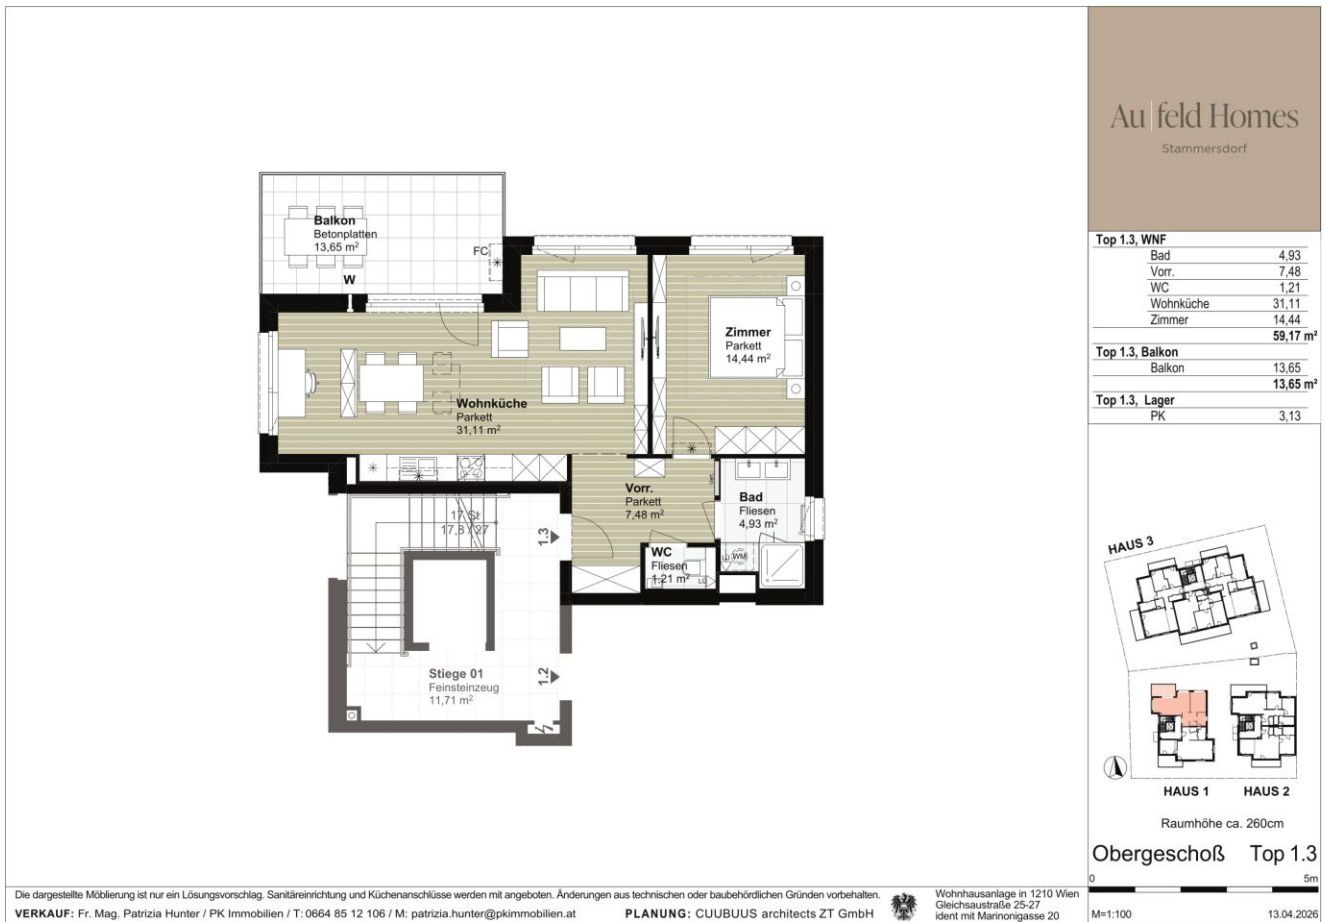 Au feld Homes
Stammersdorf
Top 1.3, WNF
Bad 4,93
Vorr. 7,48
WC 1,21
Wohnküche 31,11
Zimmer 14,44
59,17 m²
Top 1.3, Balkon
Balkon 13,65
13,65 m²
Top 1.3, Lager
PK 3,13
Balkon
Betonplatten
13,65 m²
FC
W
Zimmer
Parkett
14,44 m²
Wohnküche
Parkett
31,11 m²
Vorr.
Parkett
7,48 m²
Bad
Fliesen
4,93 m²
WM
WC
Fliesen
1,21 m²
17 St
17,8 / 27
1.3
1.2
Stiege 01
Feinsteinzeug
11,71 m²
HAUS 3
HAUS 1 HAUS 2
Raumhöhe ca. 260cm
Obergeschoß Top 1.3
0 5m
M=1:100 13.04.2026
Die dargestellte Möblierung ist nur ein Lösungsvorschlag. Sanitäreinrichtung und Küchenanschlüsse werden mit angeboten. Änderungen aus technischen oder baubehördlichen Gründen vorbehalten.
VERKAUF: Fr. Mag. Patrizia Hunter / PK Immobilien / T: 0664 85 12 106 / M: patrizia.hunter@pkimmobilien.at
PLANUNG: CUUBUUS architects ZT GmbH
Wohnhausanlage in 1210 Wien
Gleichsaustraße 25-27
ident mit Marinonigasse 20